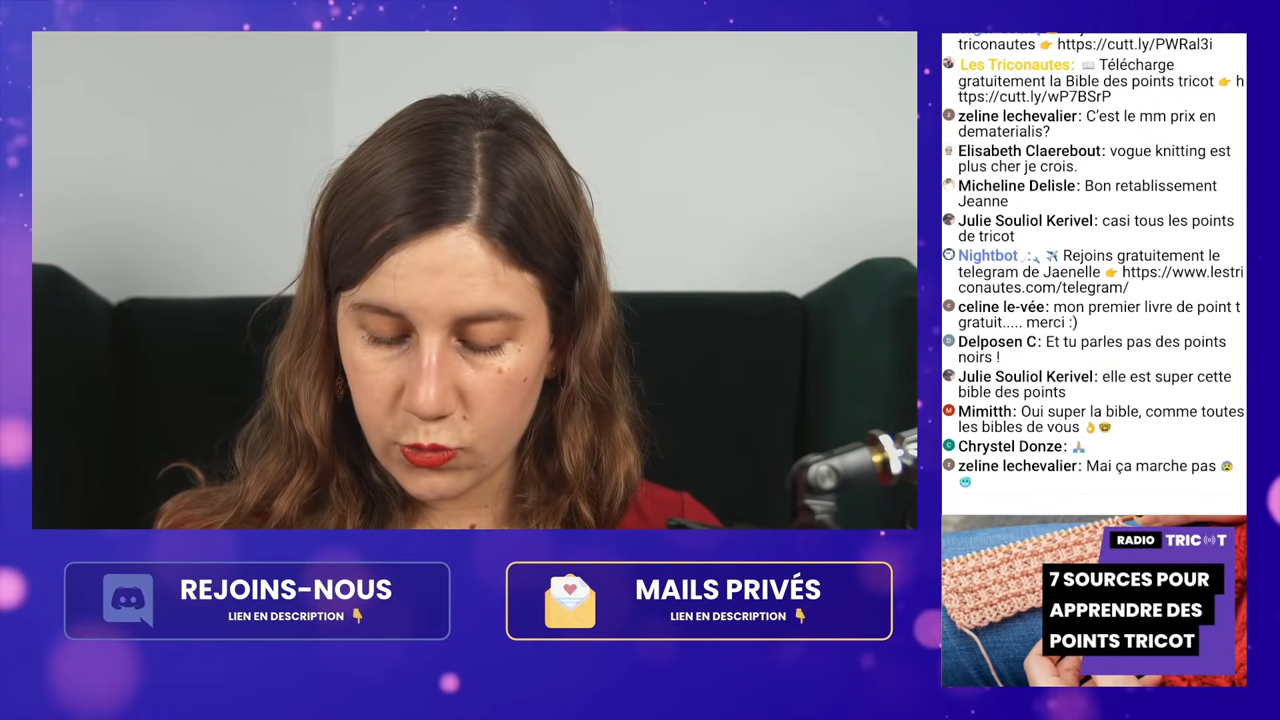 triconautes 👉 https://cutt.ly/PWRal3i
Les Triconautes: 📖 Télécharge
gratuitement la Bible des points tricot 👉 h
ttps://cutt.ly/wP7BSrP
zeline lechevalier: C'est le mm prix en
dematerialis?
Elisabeth Claerebout: vogue knitting est
plus cher je crois.
Micheline Delisle: Bon retablissement
Jeanne
Julie Souliol Kerivel: casi tous les points
de tricot
Nightbot: ✈️ Rejoins gratuitement le
telegram de Jaenelle 👉 https://www.lestri
conautes.com/telegram/
celine le-vée: mon premier livre de point t
gratuit..... merci :)
Delposen C: Et tu parles pas des points
noirs !
Julie Souliol Kerivel: elle est super cette
bible des points
Mimitth: Oui super la bible, comme toutes
les bibles de vous 👌🤓
Chrystel Donze: 🙏🏼
zeline lechevalier: Mai ça marche pas 😰
🥶
RADIO TRICOT
7 SOURCES POUR
APPRENDRE DES
POINTS TRICOT
REJOINS-NOUS
LIEN EN DESCRIPTION 👇
MAILS PRIVÉS
LIEN EN DESCRIPTION 👇